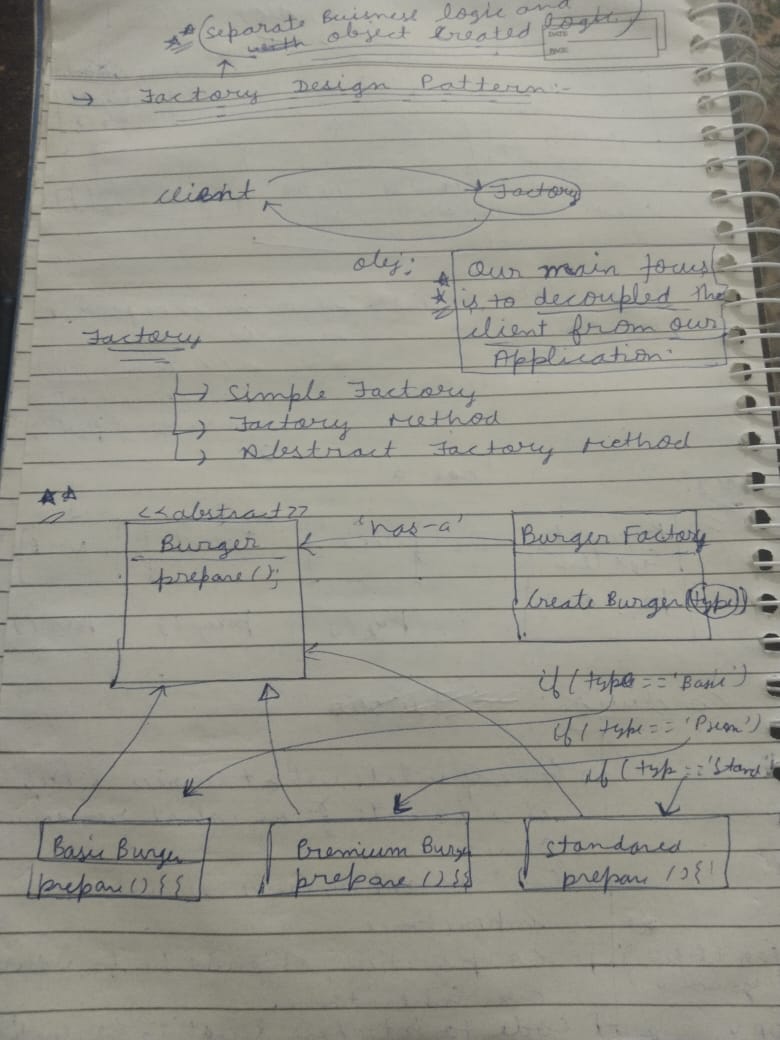 (Separate Buisness logic and
with object created logic)
DATE
PAGE
→ Factory Design Pattern:-
client
Factory
obj;
Our main focus
is to decoupled the
client from our
Application.
Factory
↳ Simple Factory
↳ Factory Method
↳ Abstract Factory Method
<<abstract>>
Burger
prepare();
'has-a'
Burger Factory
Create Burger(type)
if (type == 'Basic')
if (type == 'Prem')
if (typ == 'Stand
Basic Burger
prepare() { }
Premium Burge
prepare () { }
Standared
prepare () {